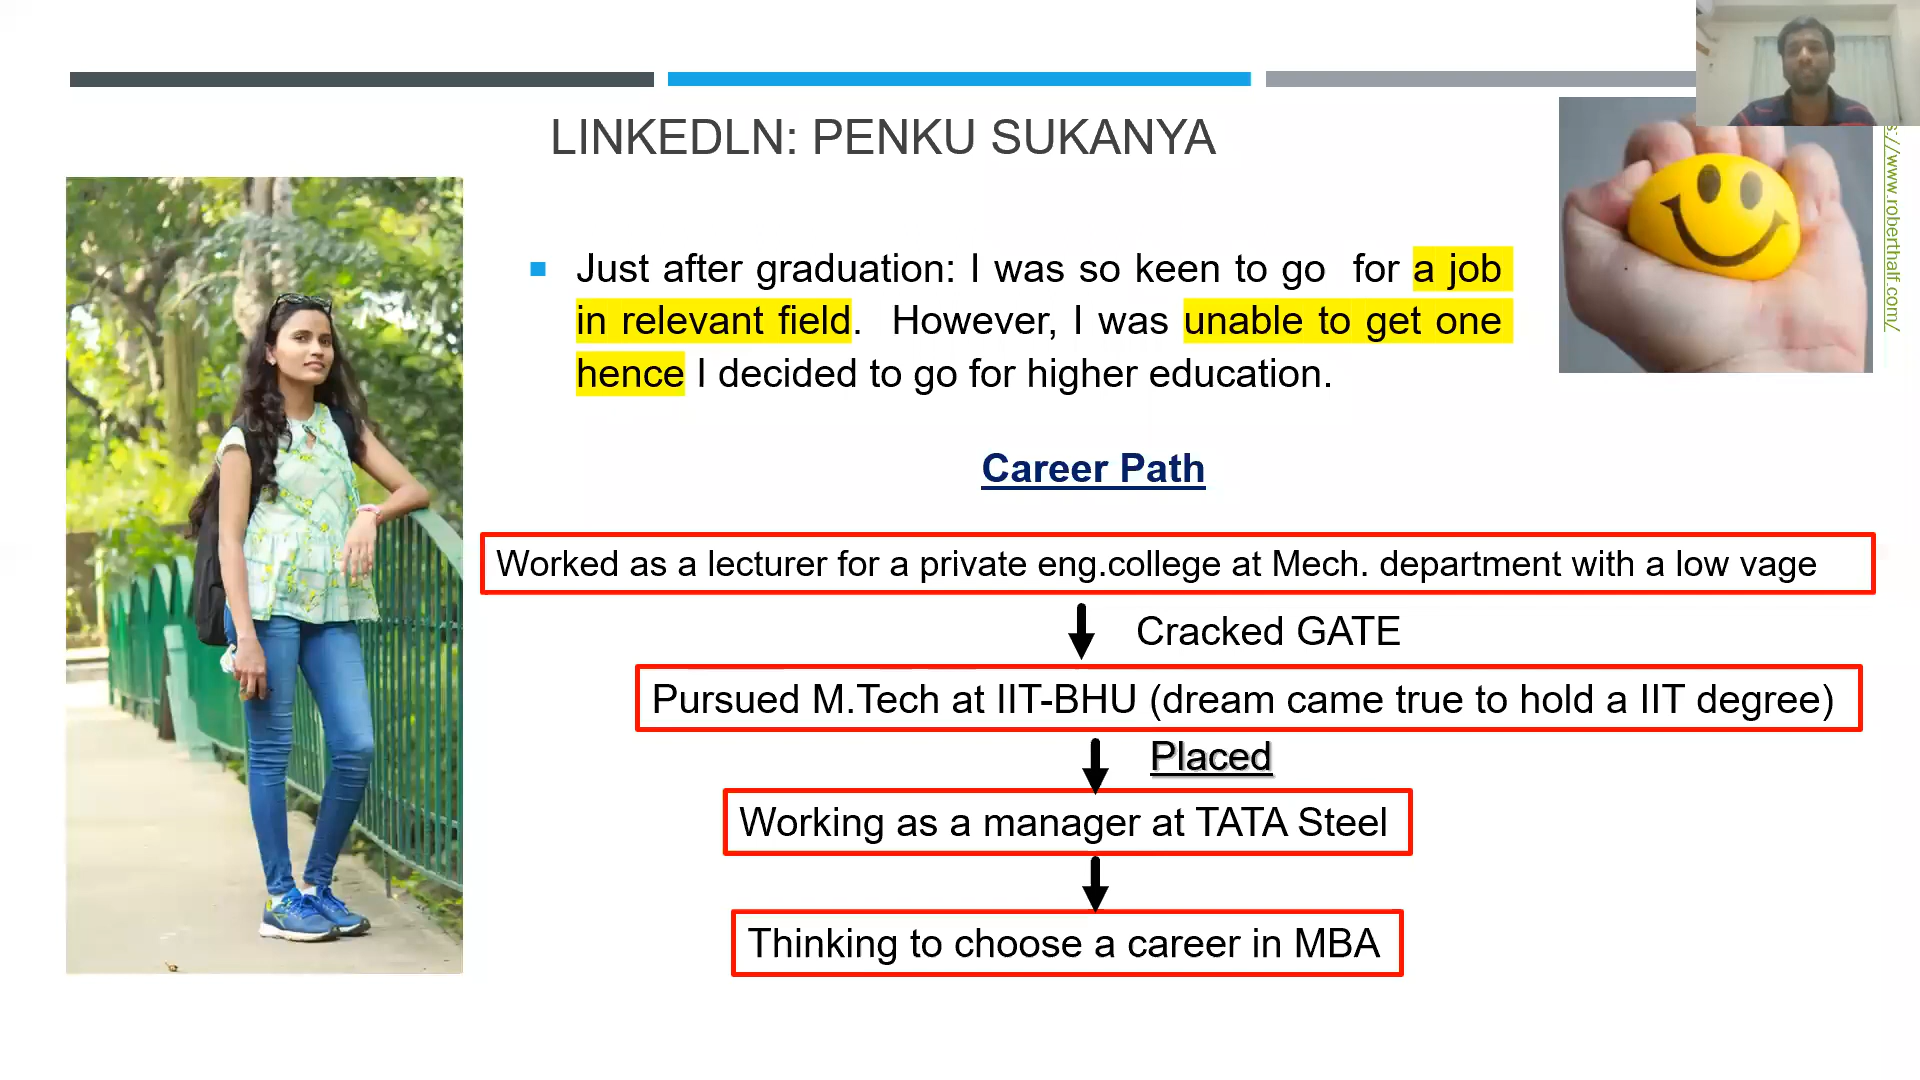 LINKEDLN: PENKU SUKANYA
Just after graduation: I was so keen to go for a job
in relevant field. However, I was unable to get one
hence I decided to go for higher education.
Career Path
Worked as a lecturer for a private eng.college at Mech. department with a low vage
Cracked GATE
Pursued M.Tech at IIT-BHU (dream came true to hold a IIT degree)
Placed
Working as a manager at TATA Steel
Thinking to choose a career in MBA
s://www.roberthalf.com/